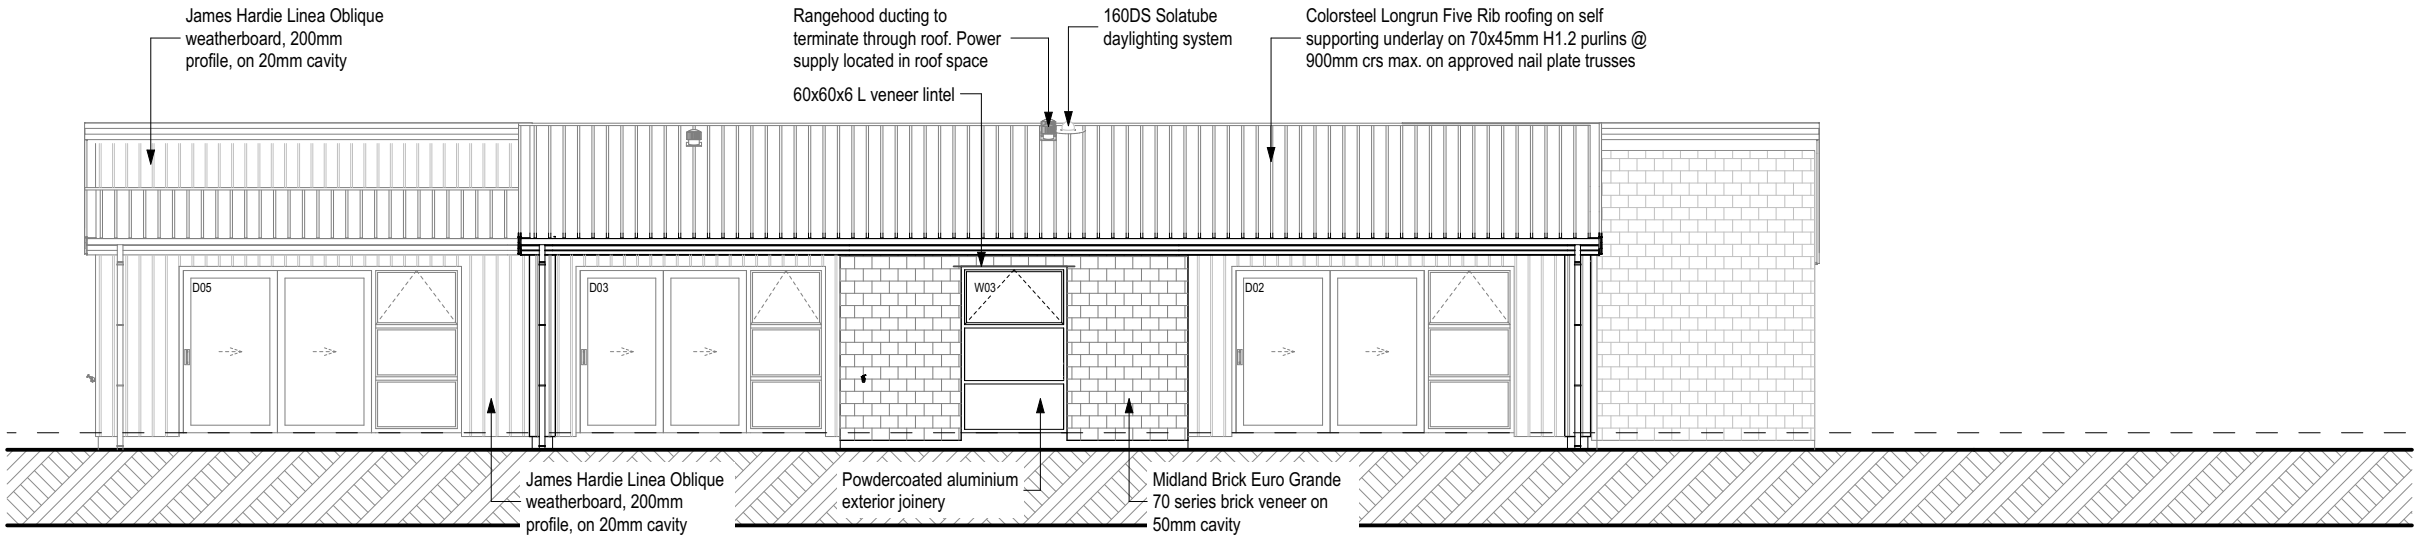 James Hardie Linea Oblique
weatherboard, 200mm
profile, on 20mm cavity
Rangehood ducting to
terminate through roof. Power
supply located in roof space
60x60x6 L veneer lintel
160DS Solatube
daylighting system
Colorsteel Longrun Five Rib roofing on self
supporting underlay on 70x45mm H1.2 purlins @
900mm crs max. on approved nail plate trusses
D05
D03
W03
D02
James Hardie Linea Oblique
weatherboard, 200mm
profile, on 20mm cavity
Powdercoated aluminium
exterior joinery
Midland Brick Euro Grande
70 series brick veneer on
50mm cavity